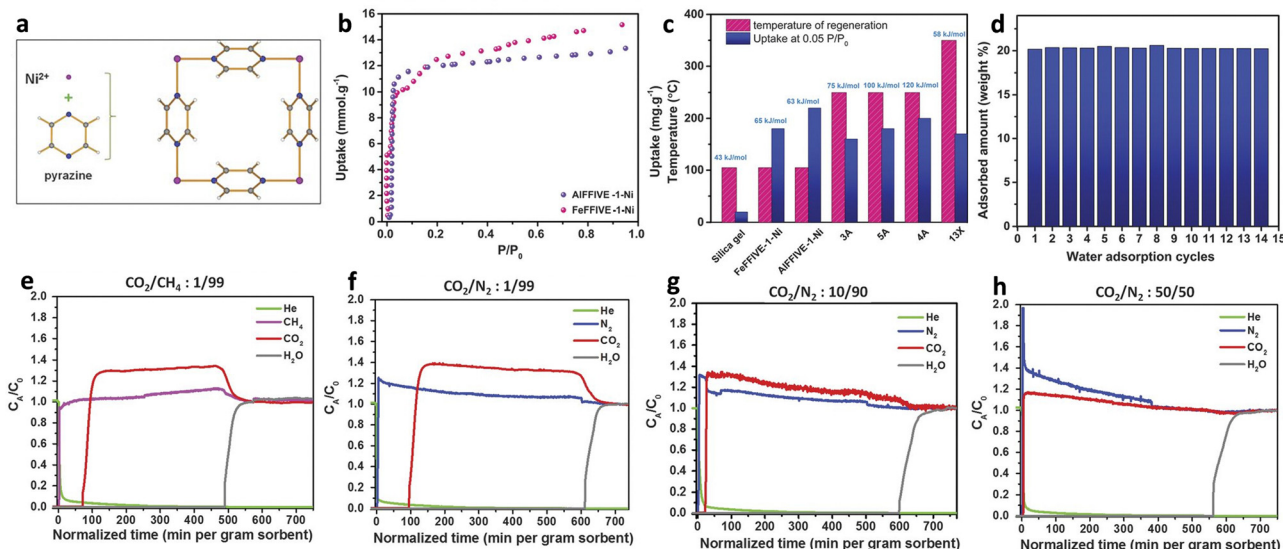 a
Ni²⁺
+
pyrazine
b
Uptake (mmol.g⁻¹)
16
14
12
10
8
6
4
2
0
AlFFIVE-1-Ni
FeFFIVE-1-Ni
0.0 0.2 0.4 0.6 0.8 1.0
P/P₀
c
temperature of regeneration
Uptake at 0.05 P/P₀
Uptake (mg.g⁻¹)
Temperature (°C)
400
300
200
100
0
43 kJ/mol
65 kJ/mol
63 kJ/mol
75 kJ/mol
100 kJ/mol
120 kJ/mol
58 kJ/mol
Silica gel
FeFFIVE-1-Ni
AlFFIVE-1-Ni
3A
5A
4A
13X
d
Adsorbed amount (weight %)
25
20
15
10
5
0
0 1 2 3 4 5 6 7 8 9 10 11 12 13 14 15
Water adsorption cycles
e
CO₂/CH₄ : 1/99
He
CH₄
CO₂
H₂O
C_A/C₀
2.0
1.8
1.6
1.4
1.2
1.0
0.8
0.6
0.4
0.2
0.0
0 100 200 300 400 500 600 700
Normalized time (min per gram sorbent)
f
CO₂/N₂ : 1/99
He
N₂
CO₂
H₂O
C_A/C₀
2.0
1.8
1.6
1.4
1.2
1.0
0.8
0.6
0.4
0.2
0.0
0 100 200 300 400 500 600 700
Normalized time (min per gram sorbent)
g
CO₂/N₂ : 10/90
He
N₂
CO₂
H₂O
C_A/C₀
2.0
1.8
1.6
1.4
1.2
1.0
0.8
0.6
0.4
0.2
0.0
0 100 200 300 400 500 600 700
Normalized time (min per gram sorbent)
h
CO₂/N₂ : 50/50
He
N₂
CO₂
H₂O
C_A/C₀
2.0
1.8
1.6
1.4
1.2
1.0
0.8
0.6
0.4
0.2
0.0
0 100 200 300 400 500 600 700
Normalized time (min per gram sorbent)